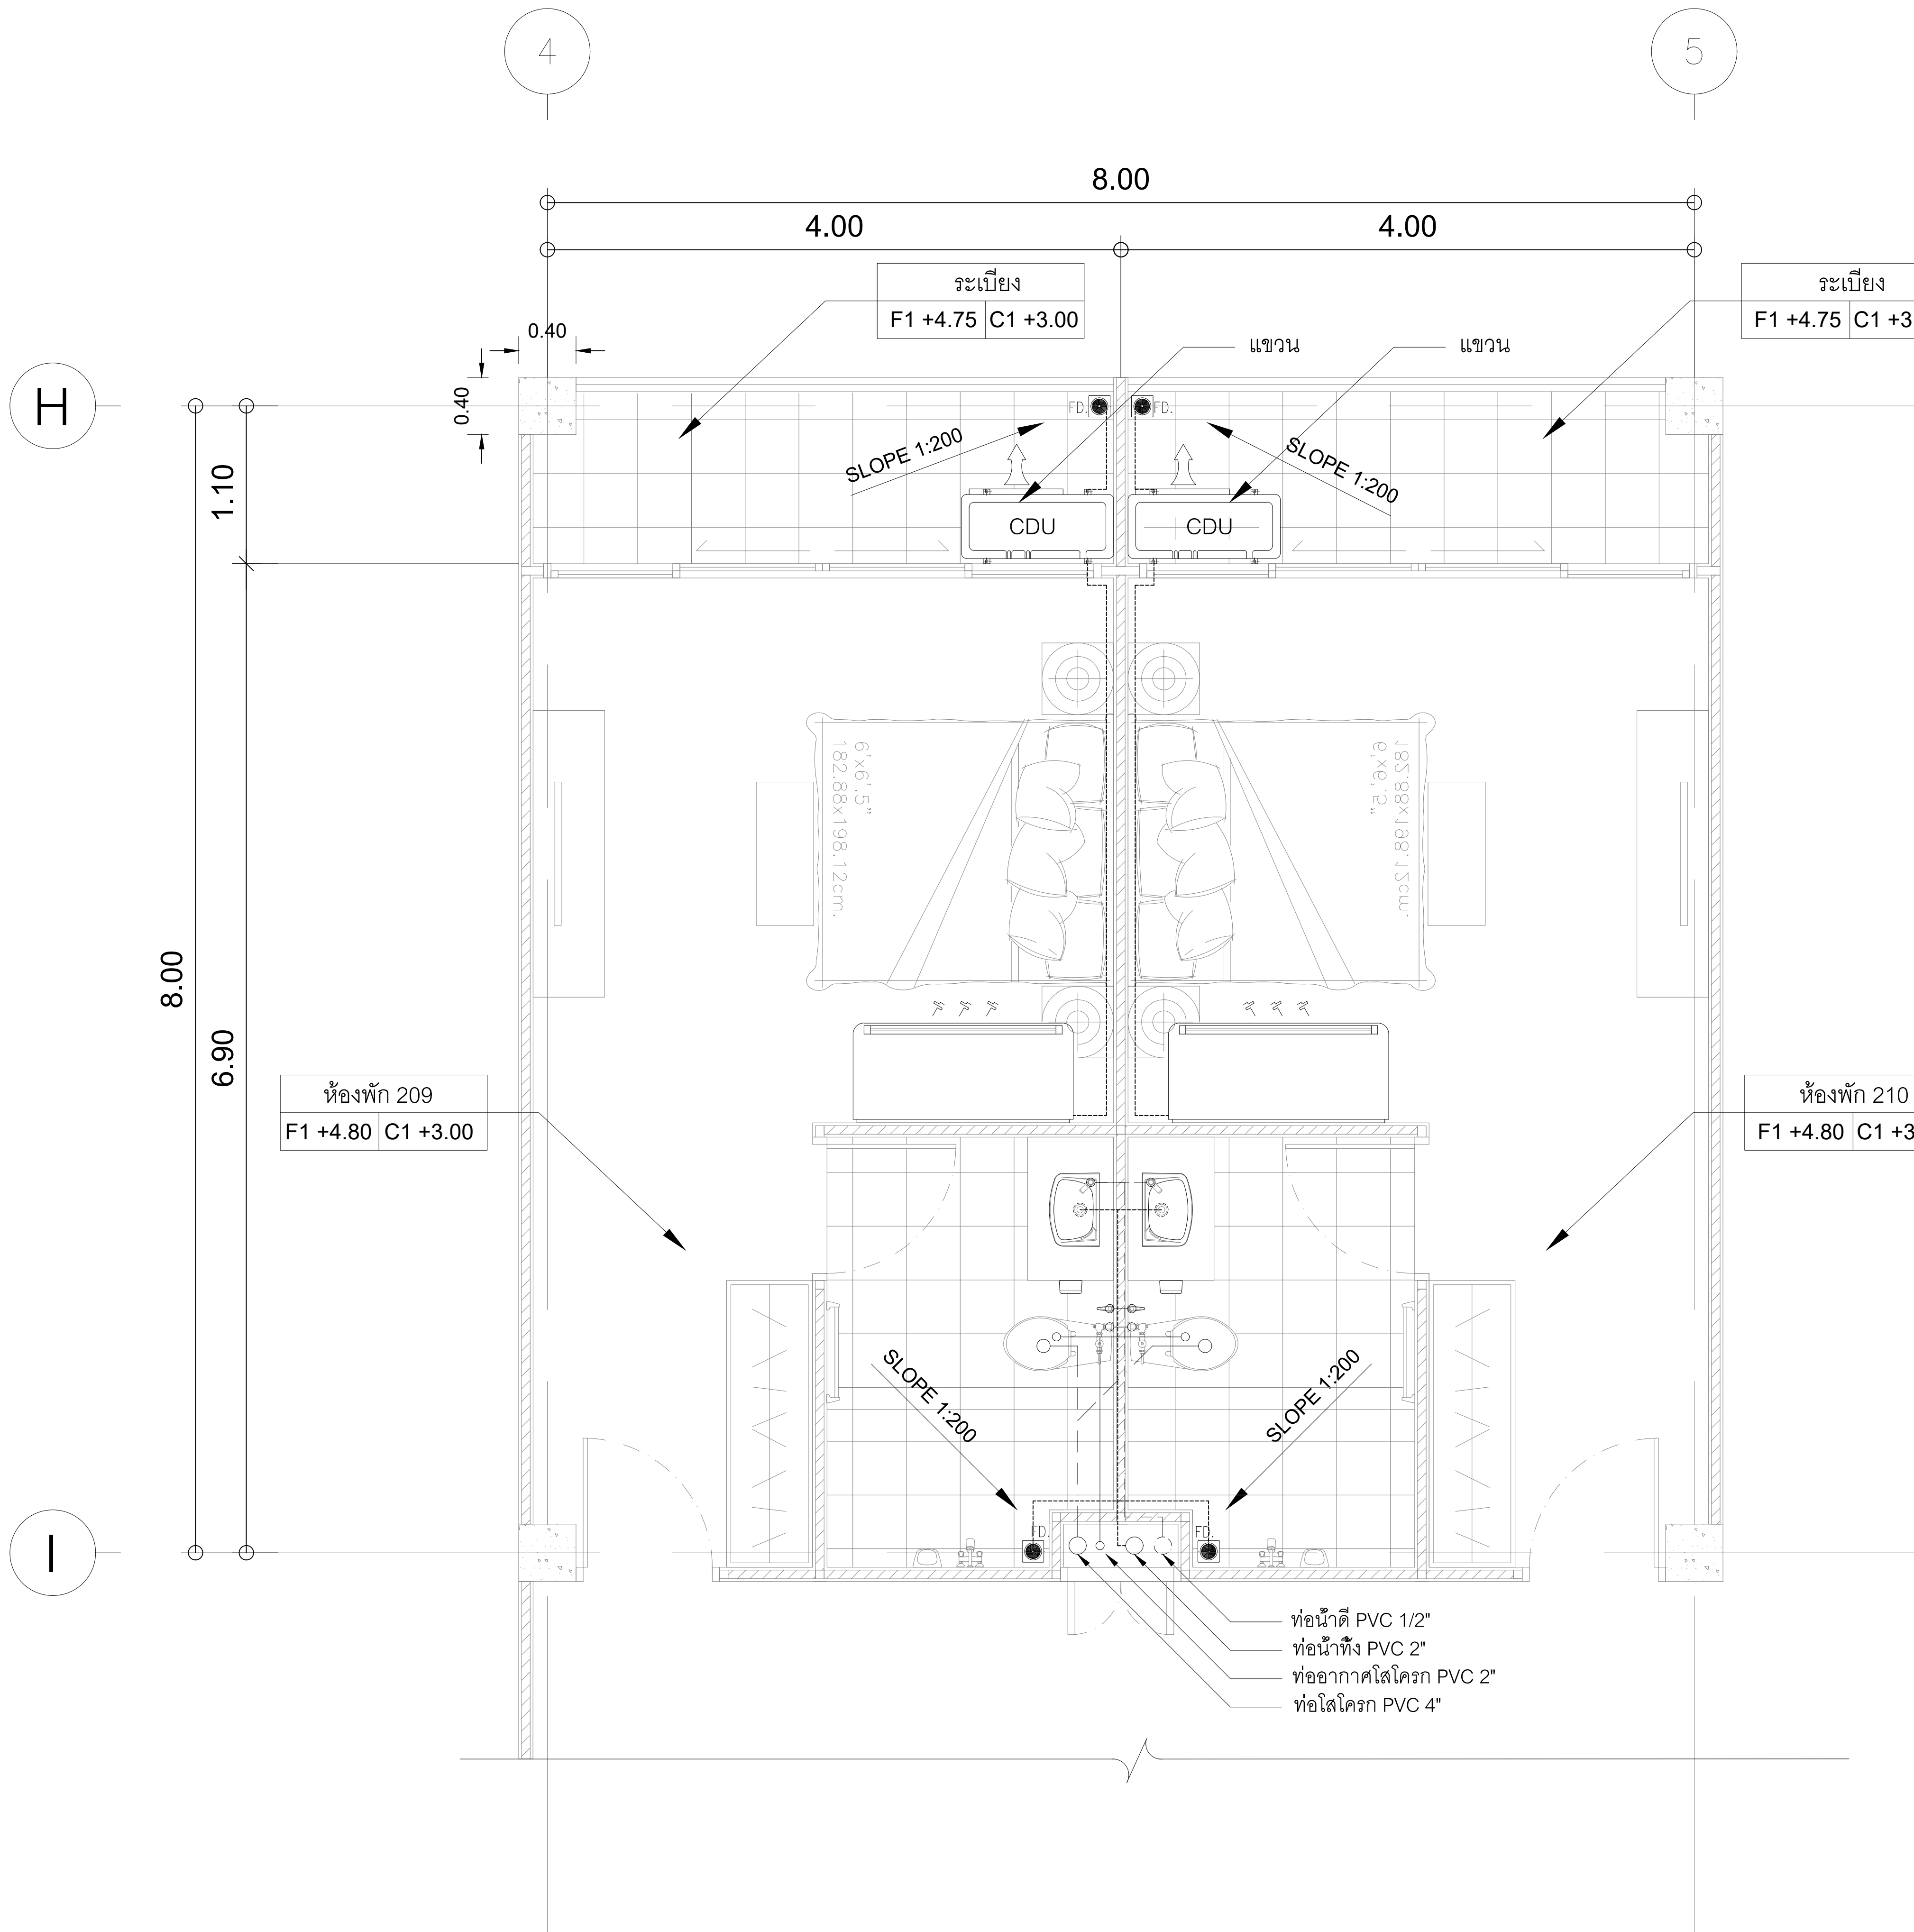 4
5
8.00
4.00
4.00
ระเบียง
F1 +4.75
C1 +3.00
ระเบียง
F1 +4.75
C1 +3
0.40
แขวน
แขวน
H
0.40
FD.
FD.
SLOPE 1:200
SLOPE 1:200
1.10
CDU
CDU
6'x6'.5"
182.88x198.12cm.
6'x6'.5"
182.88x198.12cm.
8.00
6.90
ห้องพัก 209
F1 +4.80
C1 +3.00
ห้องพัก 210
F1 +4.80
C1 +3
SLOPE 1:200
SLOPE 1:200
FD.
FD.
I
ท่อน้ำดี PVC 1/2"
ท่อน้ำทิ้ง PVC 2"
ท่ออากาศโสโครก PVC 2"
ท่อโสโครก PVC 4"